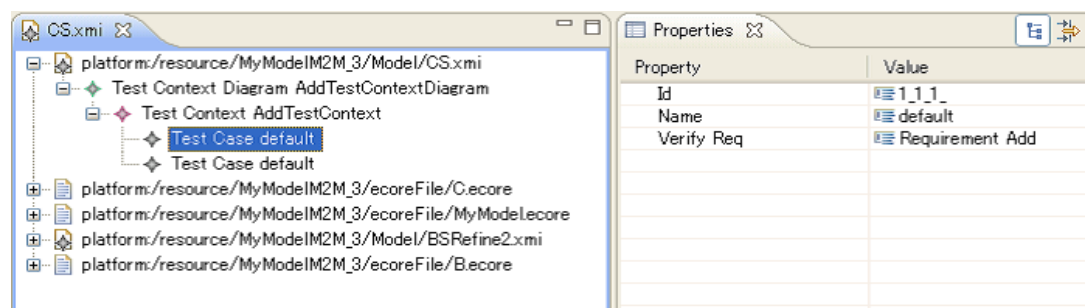 CS.xmi
platform:/resource/MyModelM2M_3/Model/CS.xmi
Test Context Diagram AddTestContextDiagram
Test Context AddTestContext
Test Case default
Test Case default
platform:/resource/MyModelM2M_3/ecoreFile/C.ecore
platform:/resource/MyModelM2M_3/ecoreFile/MyModel.ecore
platform:/resource/MyModelM2M_3/Model/BSRefine2.xmi
platform:/resource/MyModelM2M_3/ecoreFile/B.ecore
Properties
Property Value
Id 1_1_1_
Name default
Verify Req Requirement Add